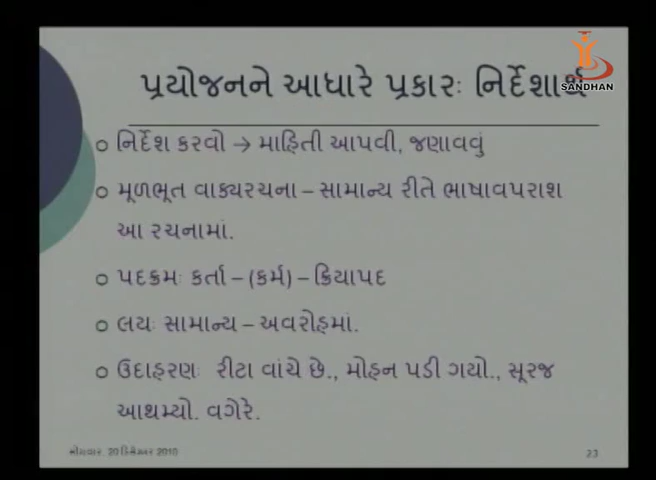 SANDHAN
પ્રયોજનને આધારે પ્રકારઃ નિર્દેશાર્થ
નિર્દેશ કરવો → માહિતી આપવી, જણાવવું
મૂળભૂત વાક્યરચના – સામાન્ય રીતે ભાષાવપરાશ
આ રચનામાં.
પદક્રમઃ કર્તા – (કર્મ) – ક્રિયાપદ
લયઃ સામાન્ય – અવરોહમાં.
ઉદાહરણઃ રીટા વાંચે છે., મોહન પડી ગયો., સૂરજ
આથમ્યો. વગેરે.
સોમવાર, 20 ડિસેમ્બર 2010
23